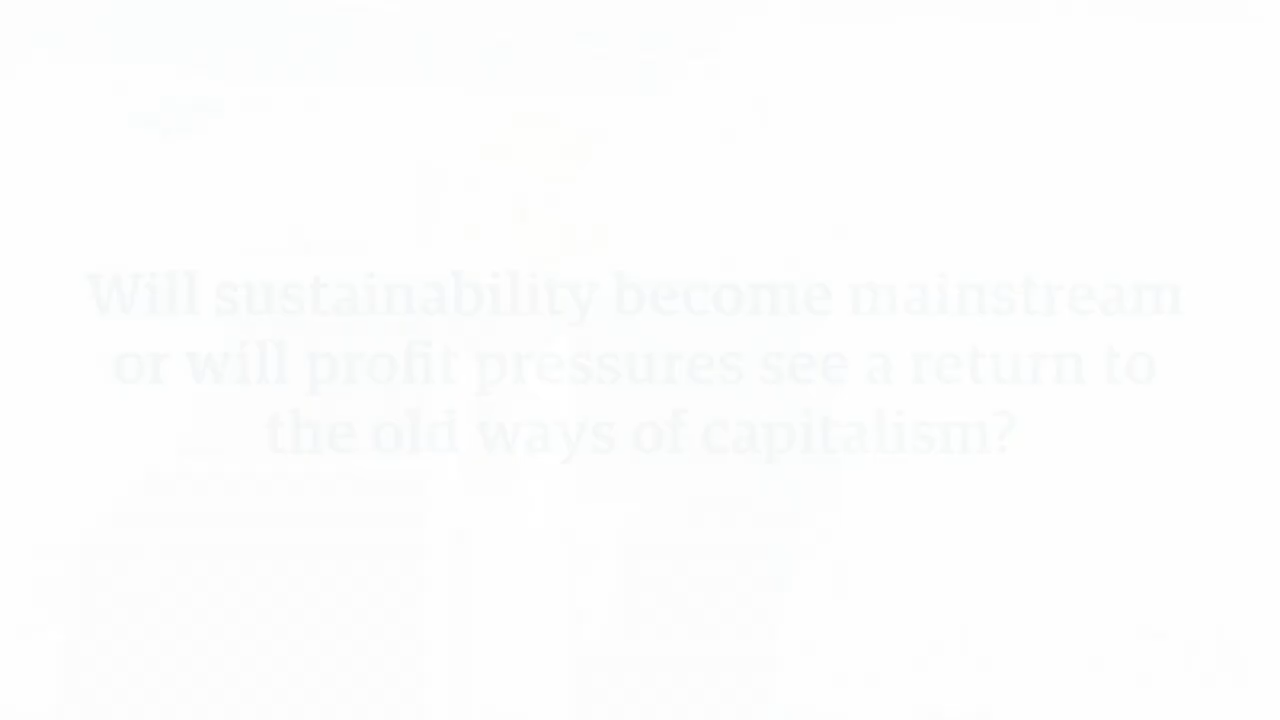 Will sustainability become mainstream
or will profit pressures see a return to
the old ways of capitalism?